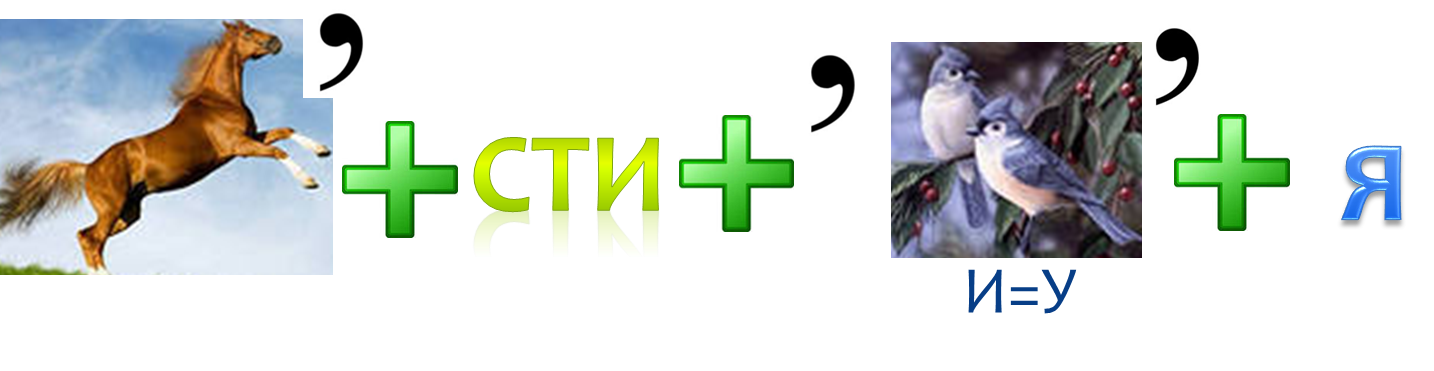 , + СТИ + , , + Я
И=У